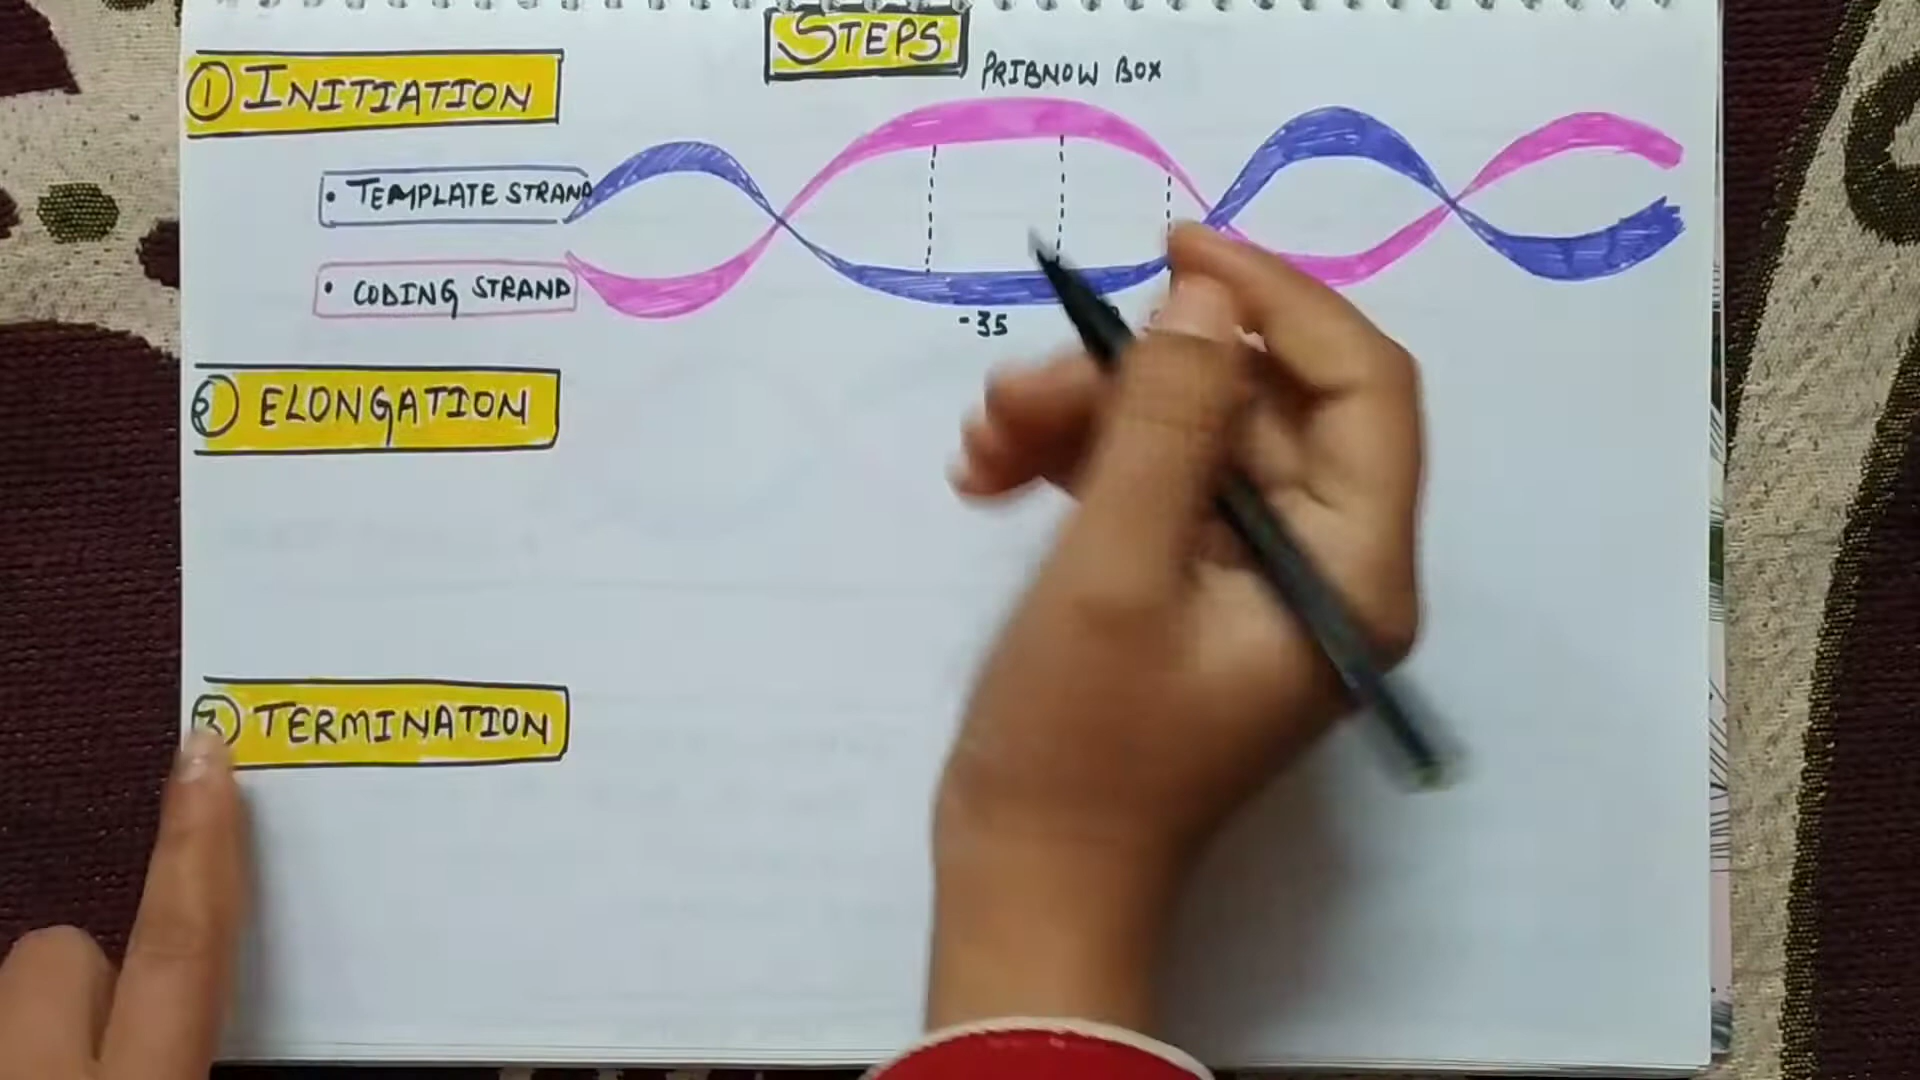 STEPS
PRIBNOW BOX
① INITIATION
• TEMPLATE STRAND
• CODING STRAND
-35
② ELONGATION
③ TERMINATION